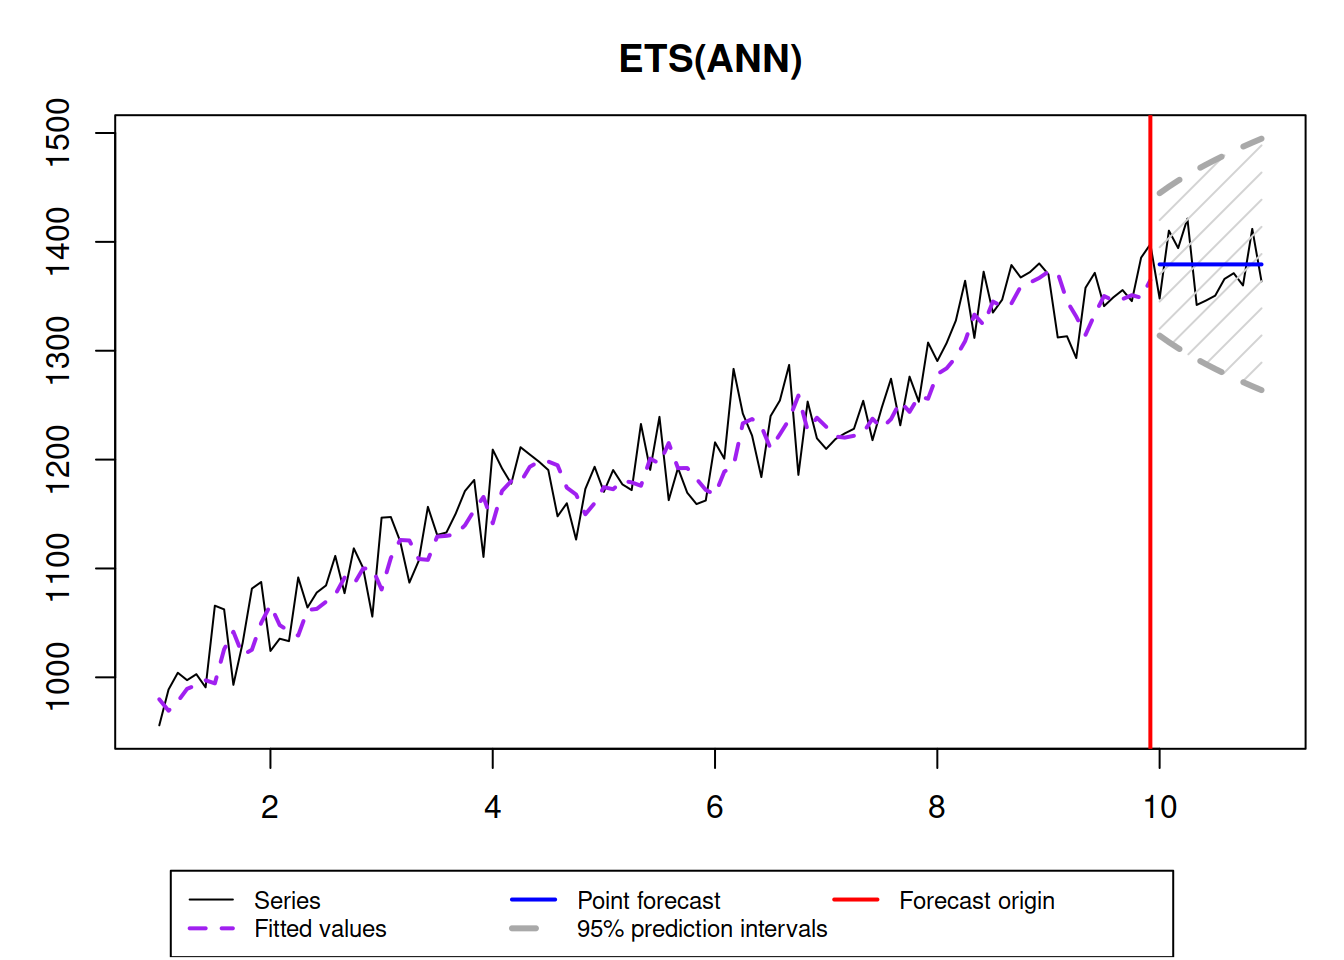 ETS(ANN)
1500
1400
1300
1200
1100
1000
2 4 6 8 10
Series Point forecast Forecast origin
Fitted values 95% prediction intervals